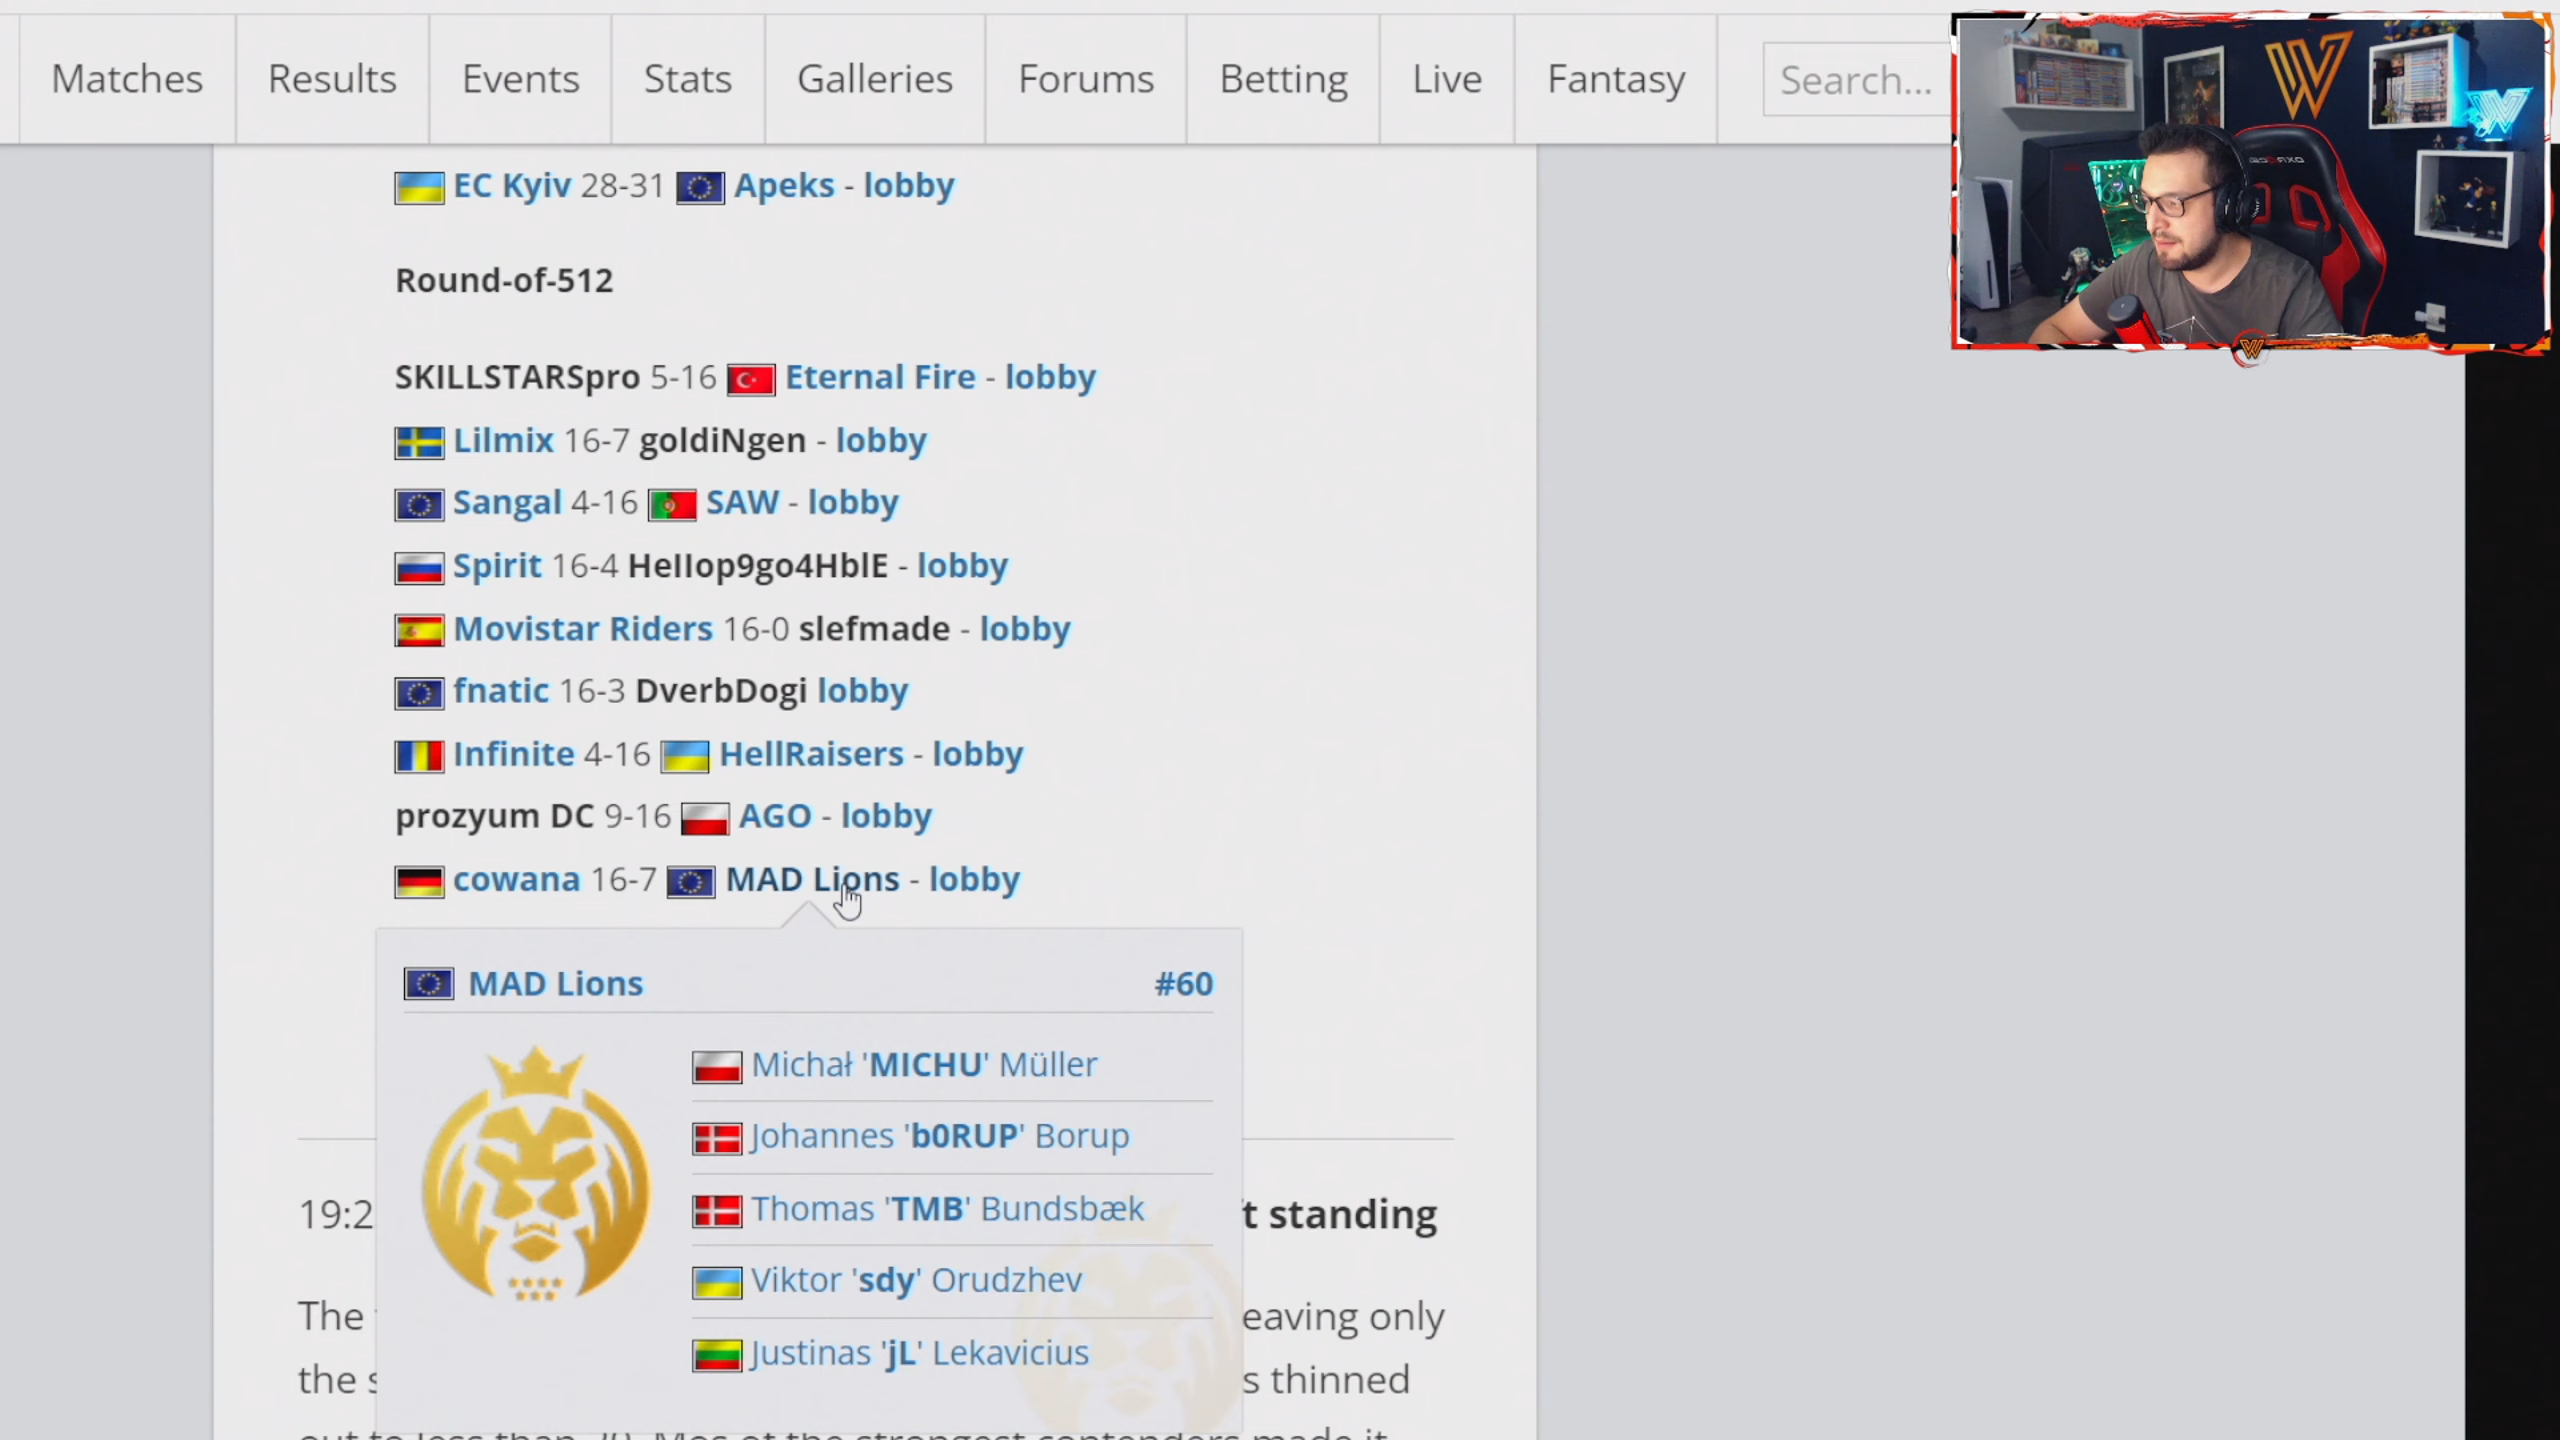 Matches Results Events Stats Galleries Forums Betting Live Fantasy Search...
EC Kyiv 28-31 Apeks - lobby
Round-of-512
SKILLSTARSpro 5-16 Eternal Fire - lobby
Lilmix 16-7 goldiNgen - lobby
Sangal 4-16 SAW - lobby
Spirit 16-4 Hellop9go4HblE - lobby
Movistar Riders 16-0 slefmade - lobby
fnatic 16-3 DverbDogi lobby
Infinite 4-16 HellRaisers - lobby
prozyum DC 9-16 AGO - lobby
cowana 16-7 MAD Lions - lobby
MAD Lions #60
Michał 'MICHU' Müller
Johannes 'b0RUP' Borup
Thomas 'TMB' Bundsbæk
Viktor 'sdy' Orudzhev
Justinas 'jL' Lekavicius
19:2 standing
The eaving only
the thinned